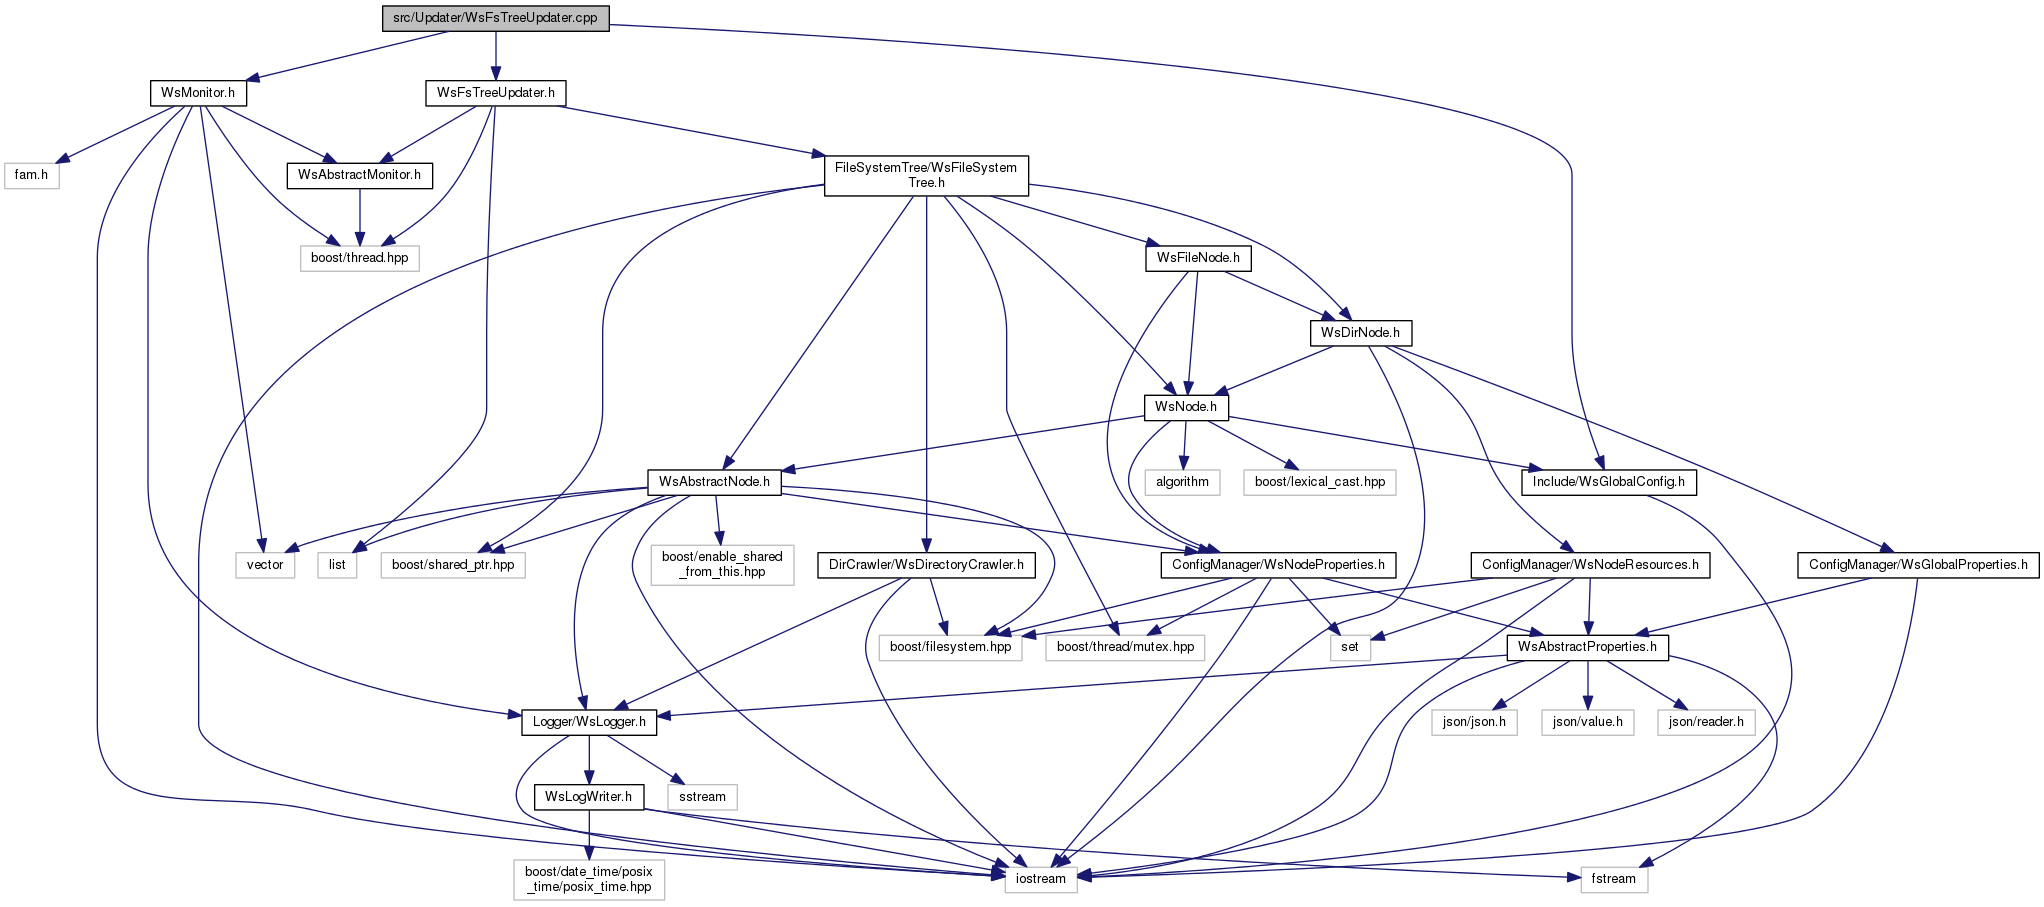 src/Updater/WsFsTreeUpdater.cpp
WsMonitor.h
WsFsTreeUpdater.h
fam.h
WsAbstractMonitor.h
FileSystemTree/WsFileSystem
Tree.h
boost/thread.hpp
WsFileNode.h
WsDirNode.h
WsNode.h
WsAbstractNode.h
algorithm
boost/lexical_cast.hpp
Include/WsGlobalConfig.h
vector
list
boost/shared_ptr.hpp
boost/enable_shared
_from_this.hpp
DirCrawler/WsDirectoryCrawler.h
ConfigManager/WsNodeProperties.h
ConfigManager/WsNodeResources.h
ConfigManager/WsGlobalProperties.h
boost/filesystem.hpp
boost/thread/mutex.hpp
set
WsAbstractProperties.h
Logger/WsLogger.h
json/json.h
json/value.h
json/reader.h
WsLogWriter.h
sstream
boost/date_time/posix
_time/posix_time.hpp
iostream
fstream